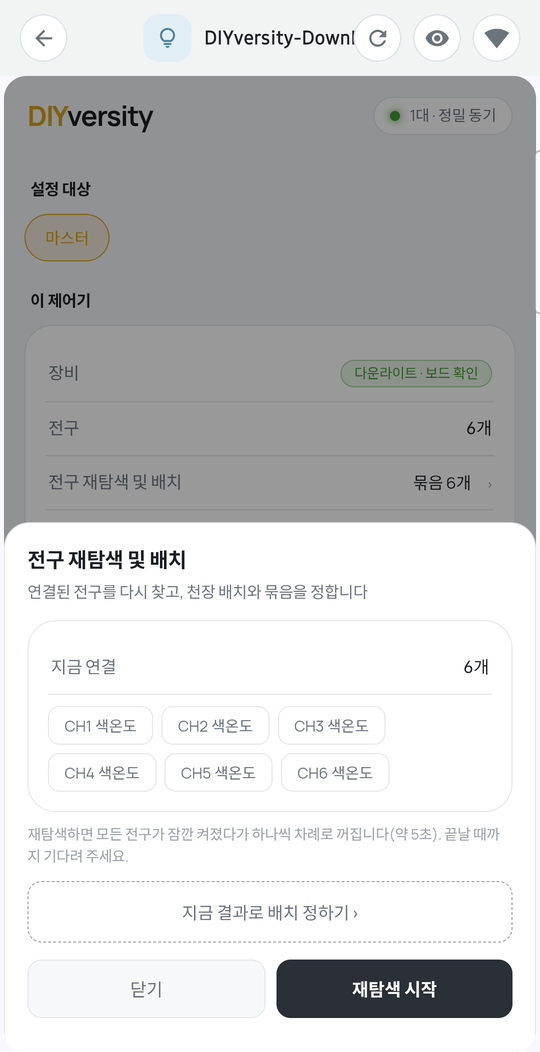 DIYversity-Down
DIYversity
1대 · 정밀 동기
설정 대상
마스터
이 제어기
장비
다운라이트 · 보드 확인
전구
6개
전구 재탐색 및 배치
묶음 6개 ›
전구 재탐색 및 배치
연결된 전구를 다시 찾고, 천장 배치와 묶음을 정합니다
지금 연결
6개
CH1 색온도
CH2 색온도
CH3 색온도
CH4 색온도
CH5 색온도
CH6 색온도
재탐색하면 모든 전구가 잠깐 켜졌다가 하나씩 차례로 꺼집니다(약 5초). 끝날 때까
지 기다려 주세요.
지금 결과로 배치 정하기 ›
닫기
재탐색 시작